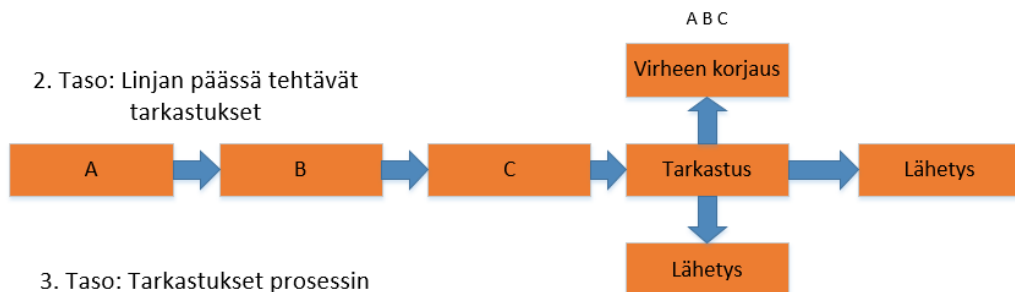 A B C
Virheen korjaus
2. Taso: Linjan päässä tehtävät
tarkastukset
A
B
C
Tarkastus
Lähetys
Lähetys
3. Taso: Tarkastukset prosessin